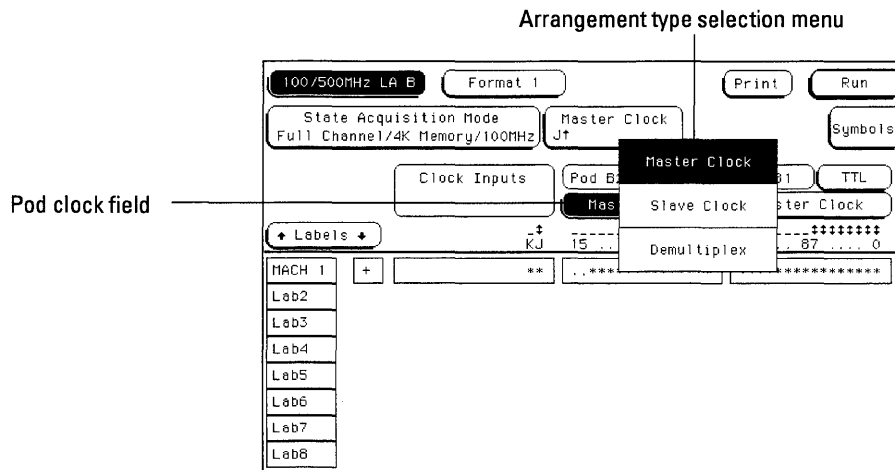 Arrangement type selection menu
100/500MHz LA B
Format 1
Print
Run
State Acquisition Mode
Full Channel/4K Memory/100MHz
Master Clock
J↑
Symbols
Master Clock
Slave Clock
Demultiplex
Clock Inputs
Pod
TTL
Pod clock field
Mas
ster Clock
↑ Labels ↓
KJ
15 ..
.. 87 .... 0
MACH 1
+
**
..****
**************
Lab2
Lab3
Lab4
Lab5
Lab6
Lab7
Lab8